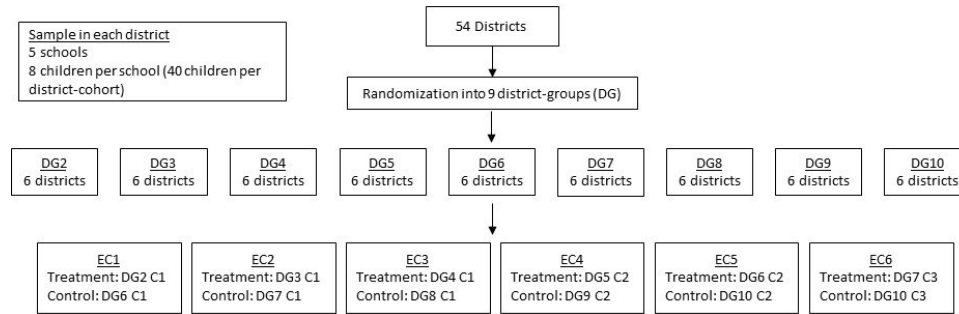 54 Districts
Sample in each district
5 schools
8 children per school (40 children per
district-cohort)
Randomization into 9 district-groups (DG)
DG2
6 districts
DG3
6 districts
DG4
6 districts
DG5
6 districts
DG6
6 districts
DG7
6 districts
DG8
6 districts
DG9
6 districts
DG10
6 districts
EC1
Treatment: DG2 C1
Control: DG6 C1
EC2
Treatment: DG3 C1
Control: DG7 C1
EC3
Treatment: DG4 C1
Control: DG8 C1
EC4
Treatment: DG5 C2
Control: DG9 C2
EC5
Treatment: DG6 C2
Control: DG10 C2
EC6
Treatment: DG7 C3
Control: DG10 C3